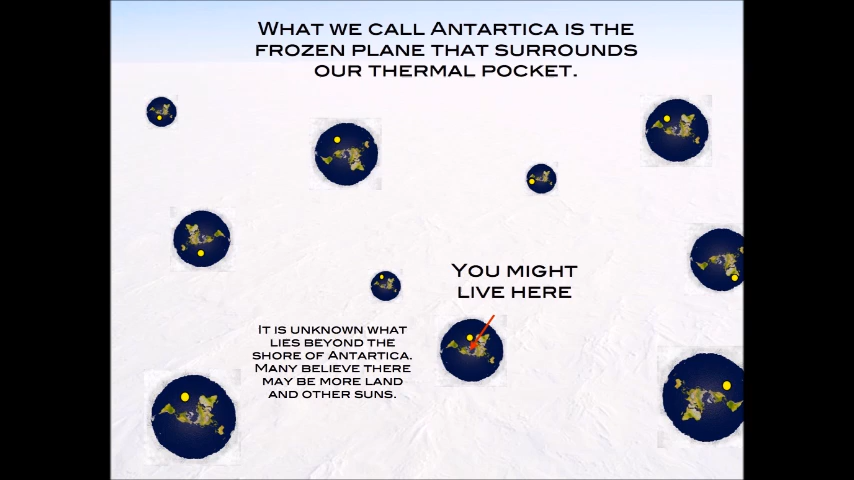 What we call Antartica is the
frozen plane that surrounds
our thermal pocket.
You might
live here
It is unknown what
lies beyond the
shore of Antartica.
Many believe there
may be more land
and other suns.